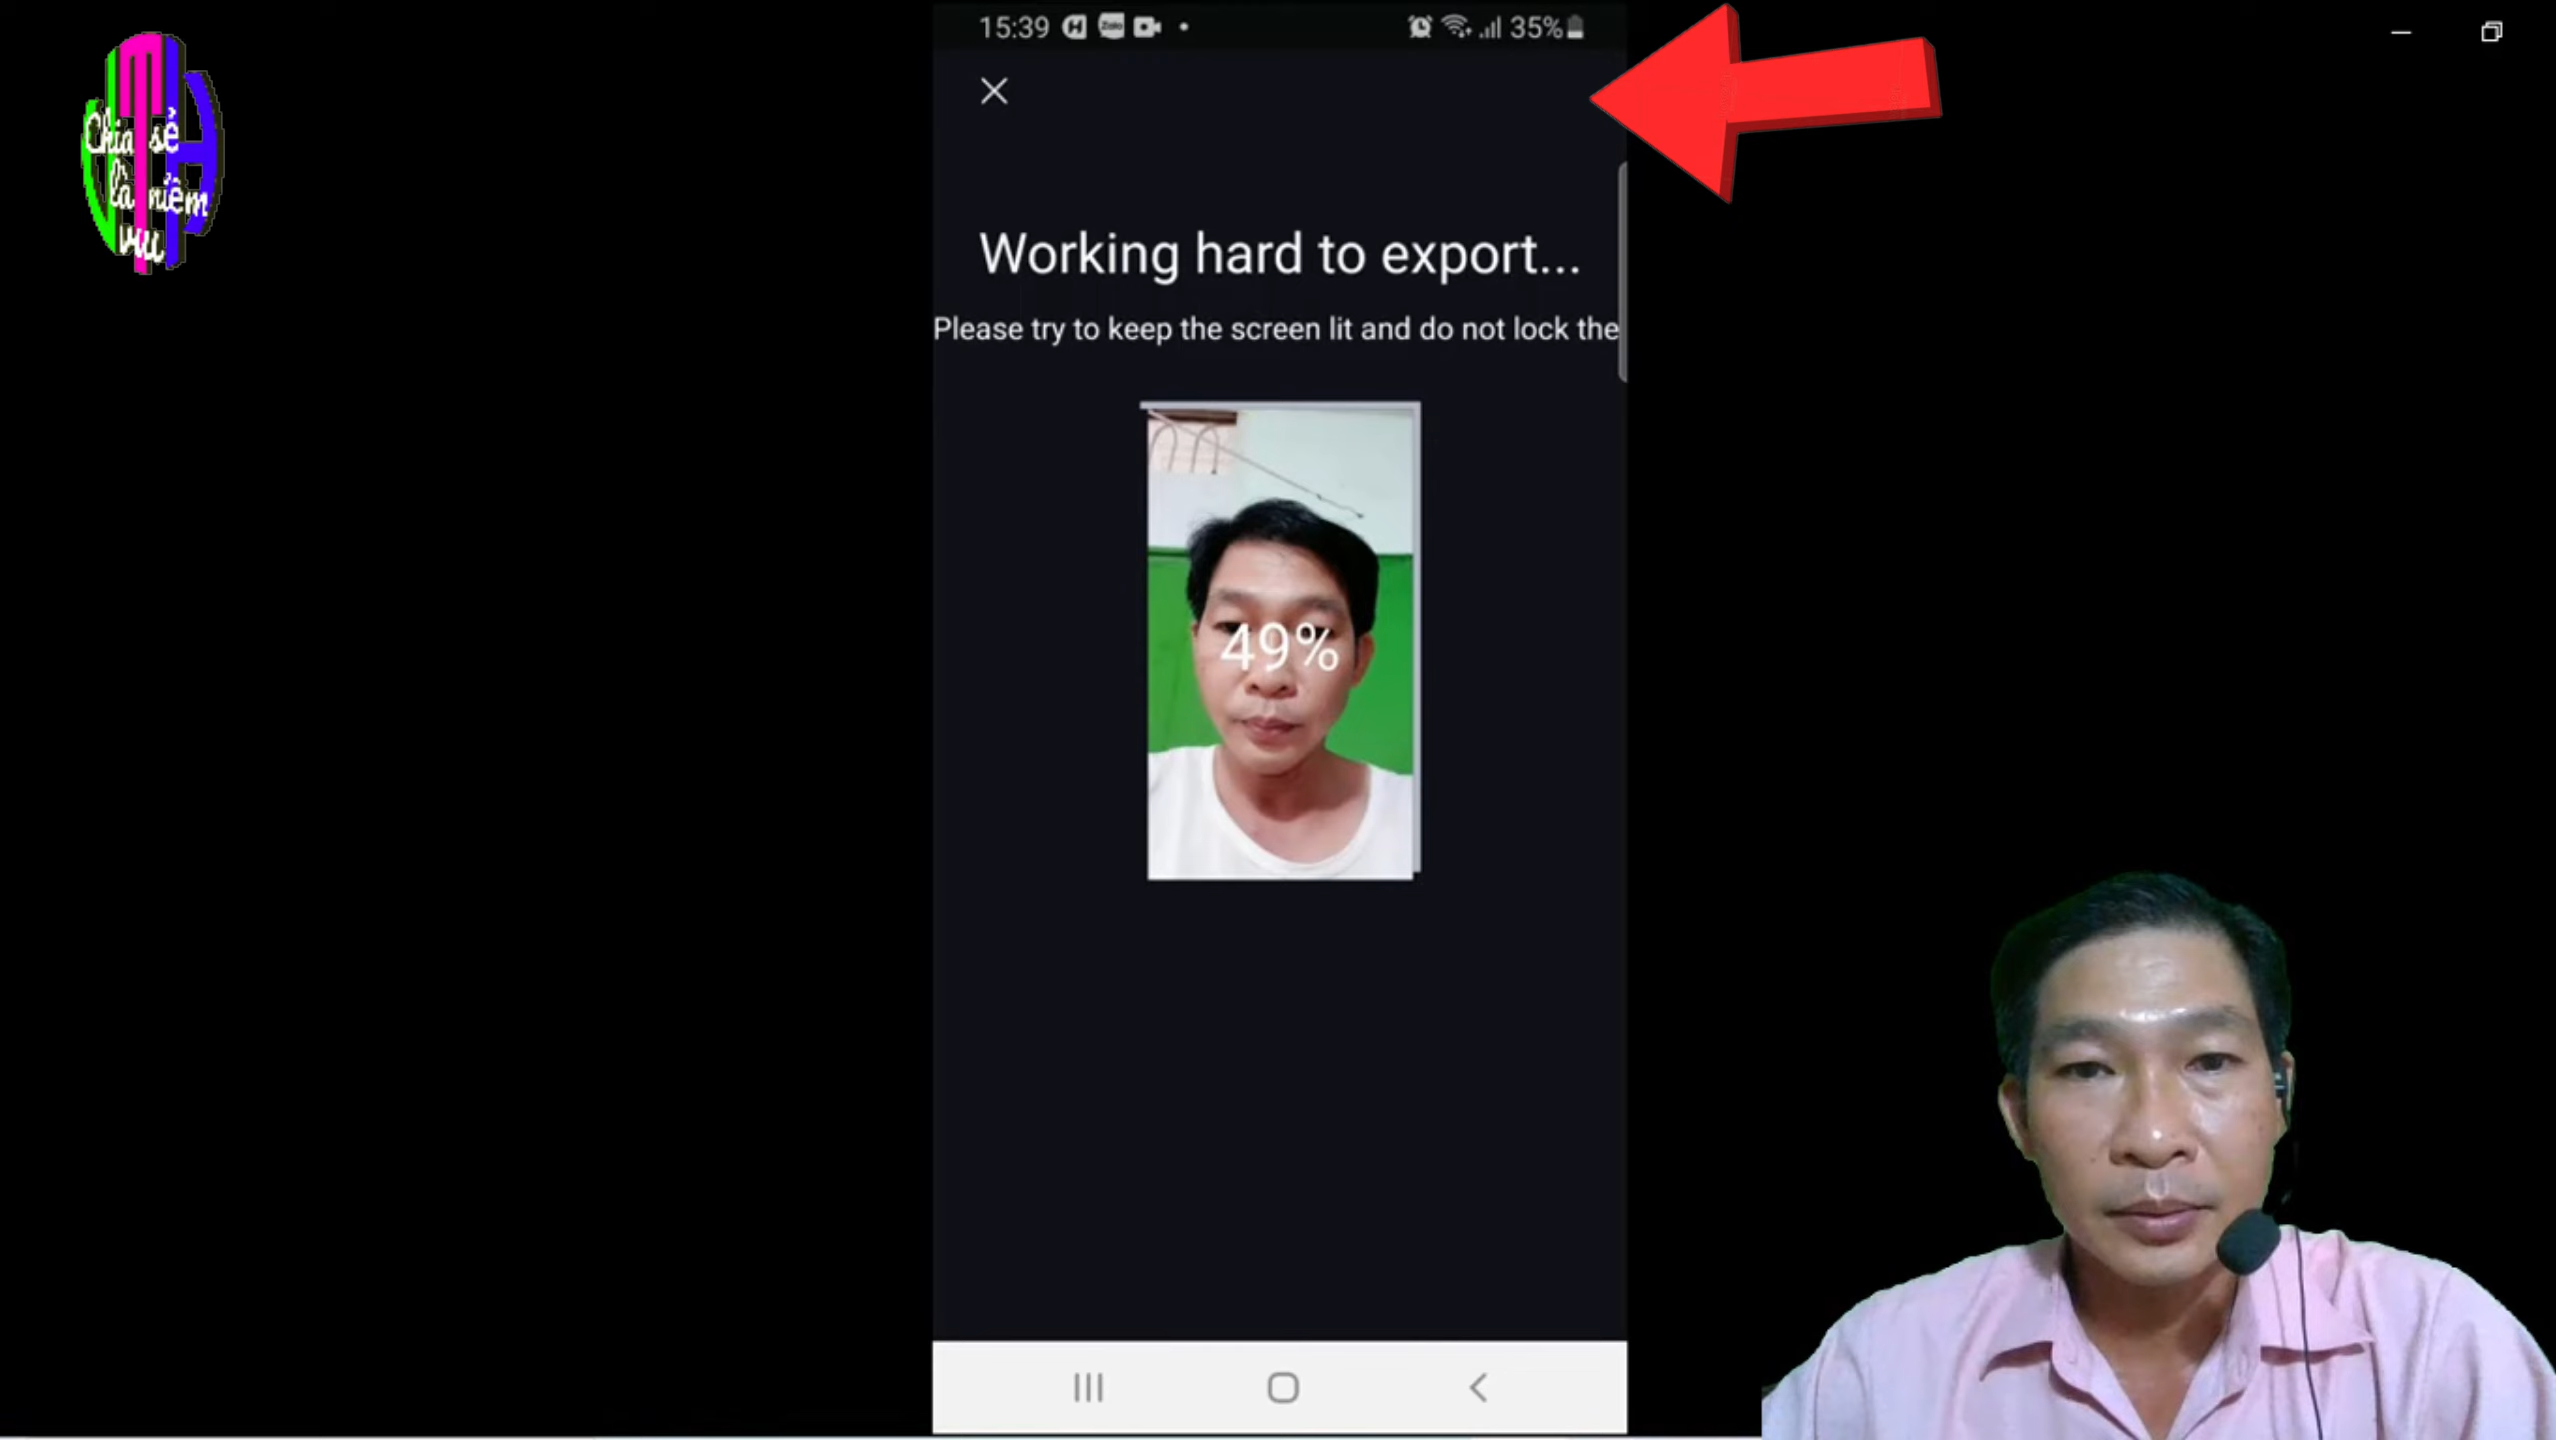 Chia sẻ
là niềm
vui
15:39
Zalo
35%
Working hard to export...
Please try to keep the screen lit and do not lock the
49%